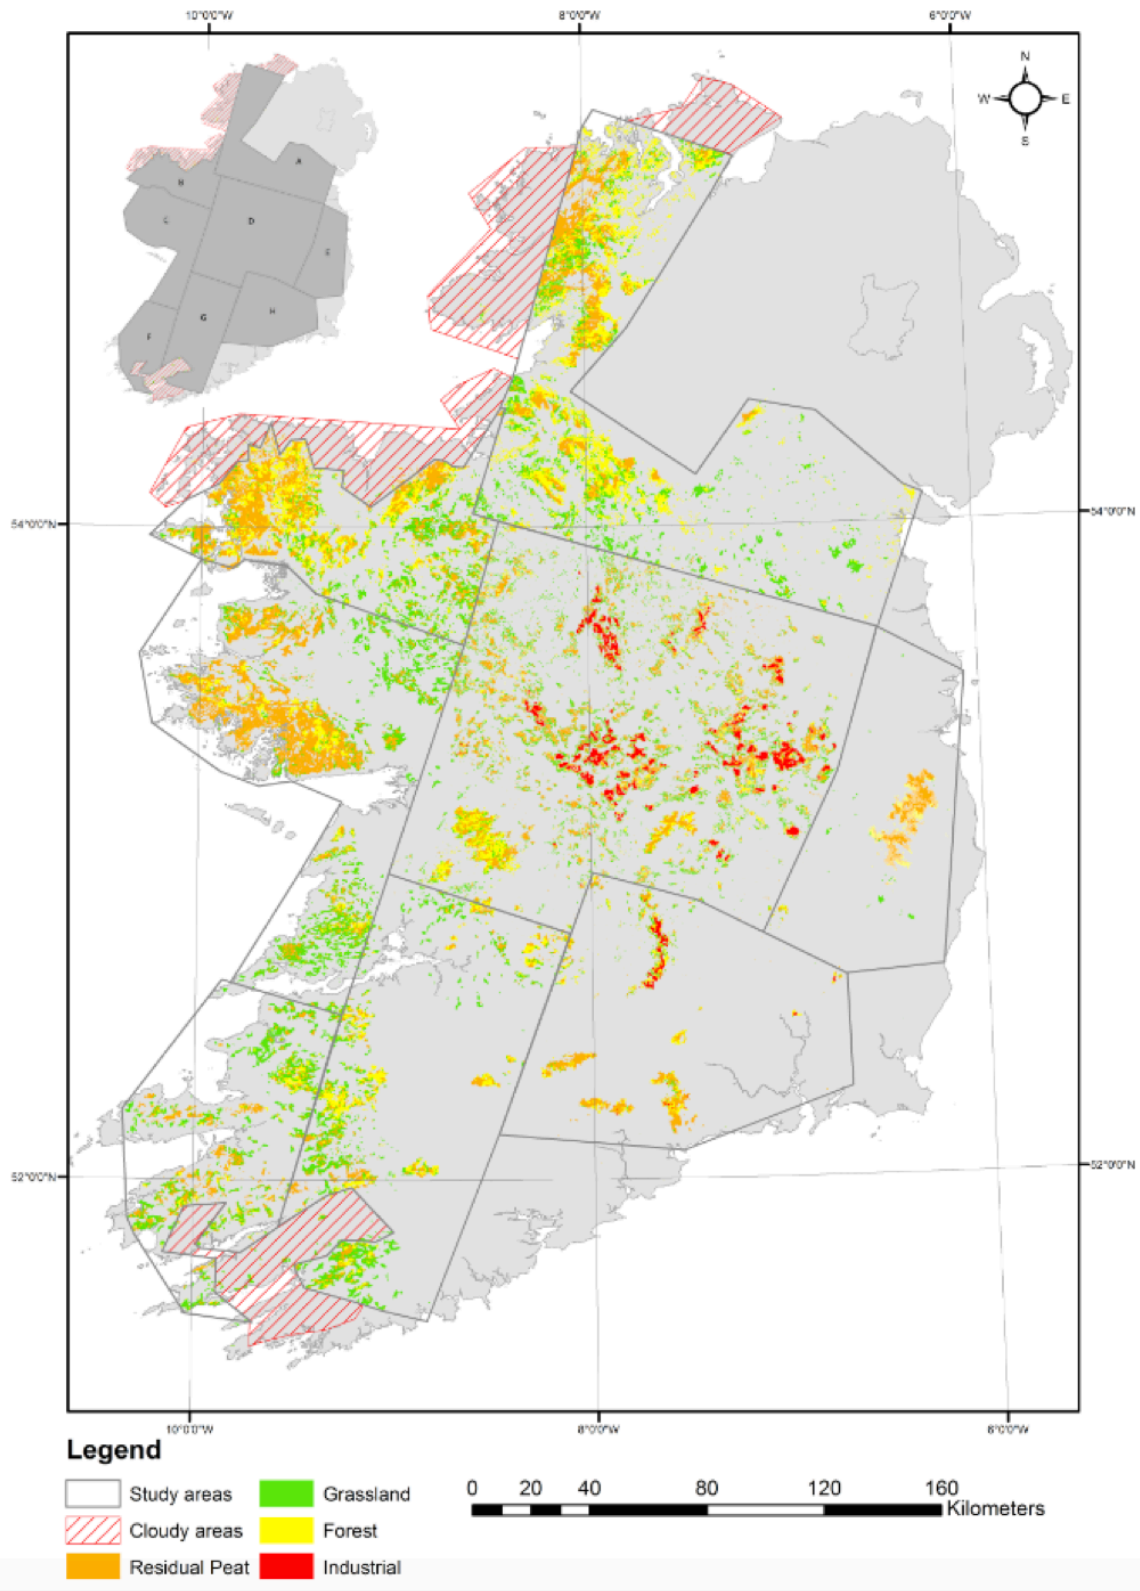 10°0'0"W 8°0'0"W 6°0'0"W
N
W E
S
A
B
C
D
E
F
G
H
54°0'0"N 54°0'0"N
52°0'0"N 52°0'0"N
10°0'0"W 8°0'0"W 6°0'0"W
Legend
Study areas Grassland
Cloudy areas Forest
Residual Peat Industrial
0 20 40 80 120 160
Kilometers